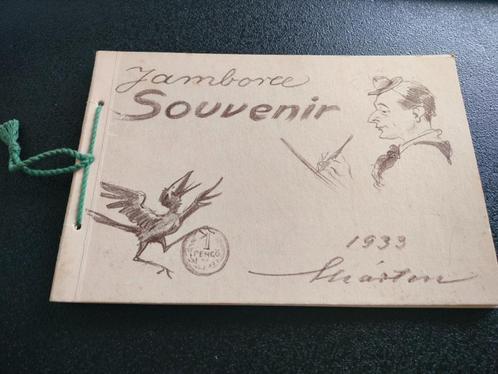 Jamboree
Souvenir
1
PENGŐ
1933
Márton